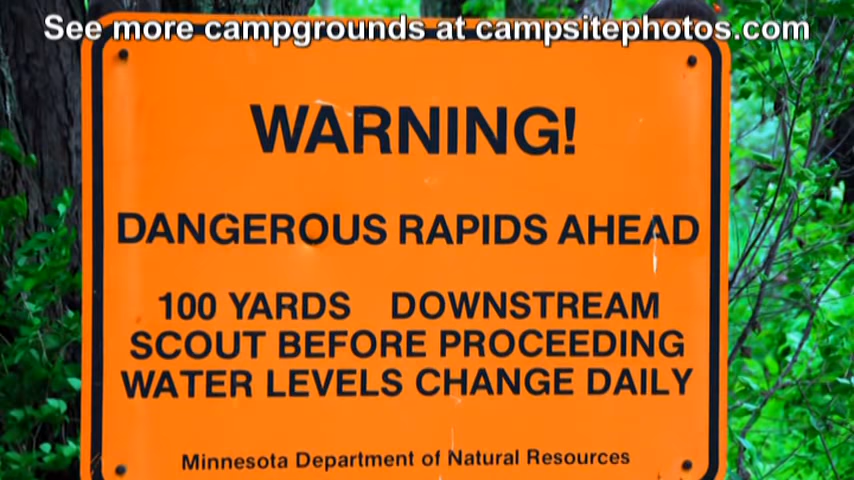 See more campgrounds at campsitephotos.com
WARNING!
DANGEROUS RAPIDS AHEAD
100 YARDS DOWNSTREAM
SCOUT BEFORE PROCEEDING
WATER LEVELS CHANGE DAILY
Minnesota Department of Natural Resources